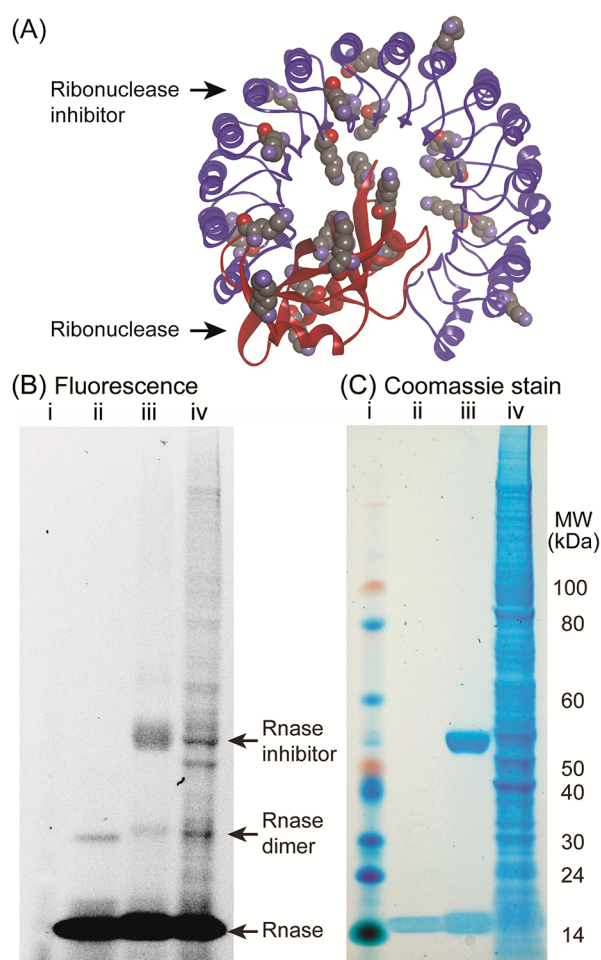 (A)
Ribonuclease
inhibitor
Ribonuclease
(B) Fluorescence
i ii iii iv
Rnase
inhibitor
Rnase
dimer
Rnase
(C) Coomassie stain
i ii iii iv
MW
(kDa)
100
80
60
50
40
30
24
14